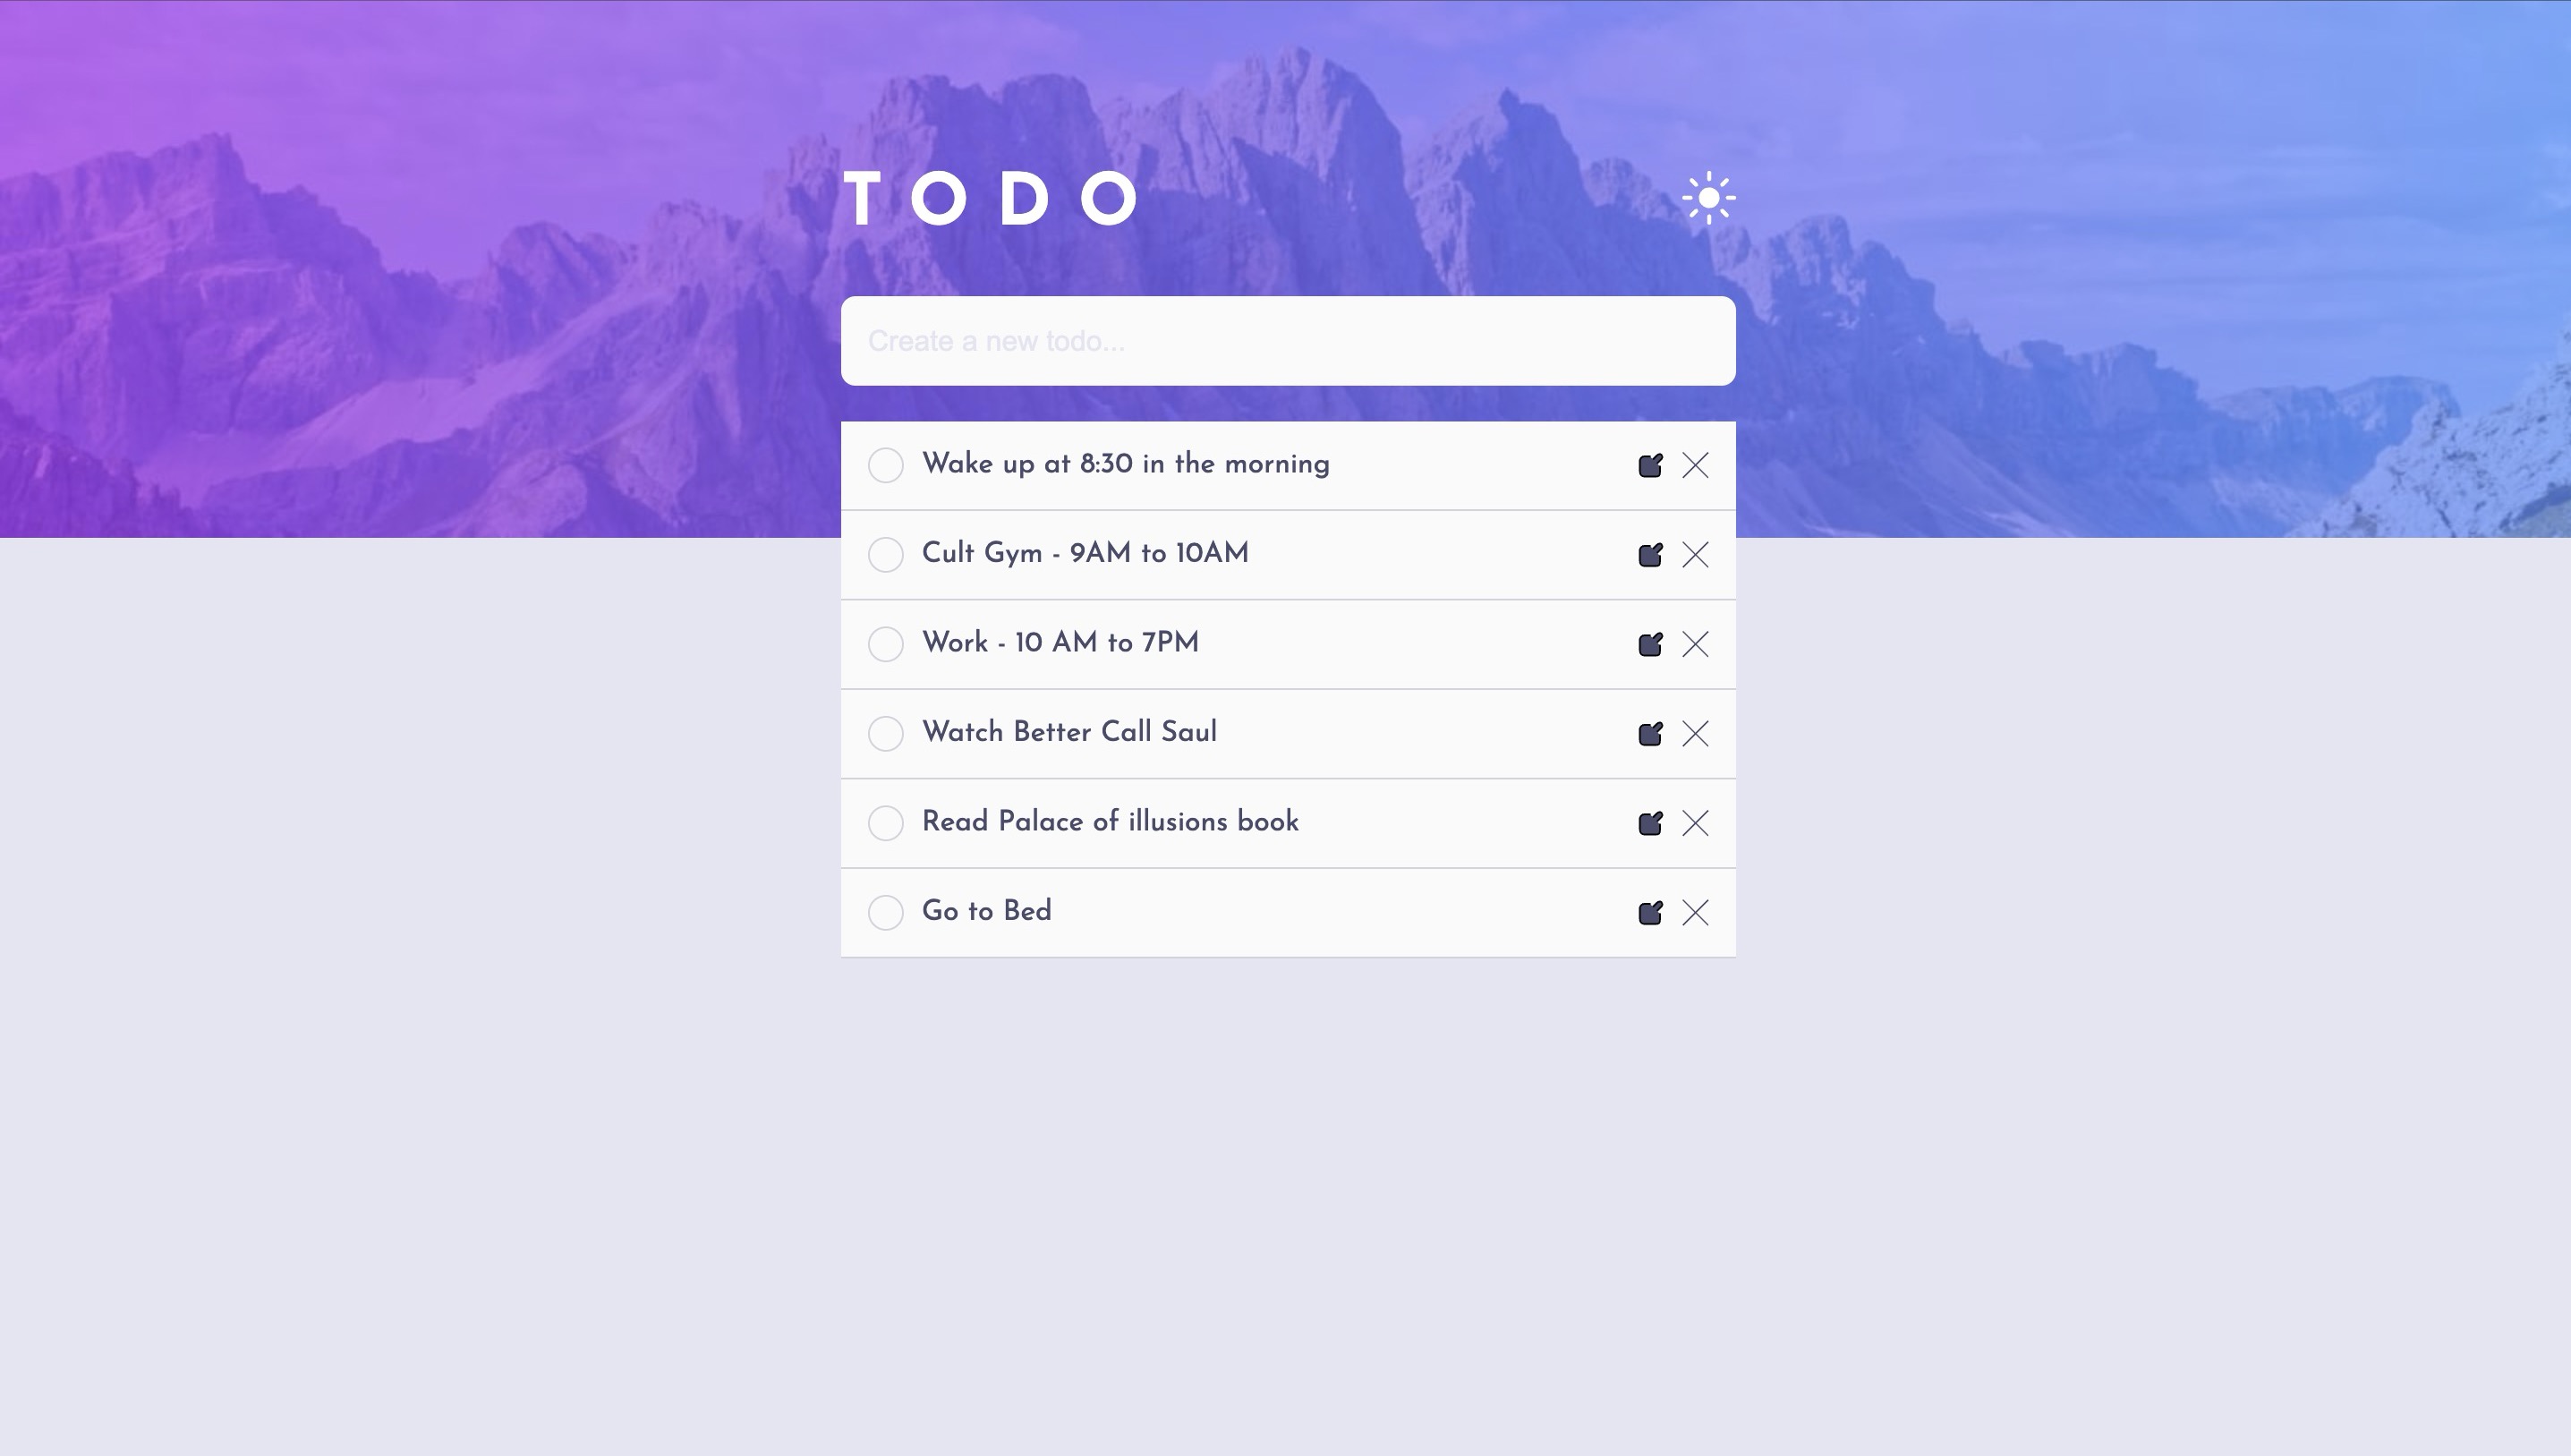 TODO
Create a new todo...
Wake up at 8:30 in the morning
Cult Gym - 9AM to 10AM
Work - 10 AM to 7PM
Watch Better Call Saul
Read Palace of illusions book
Go to Bed